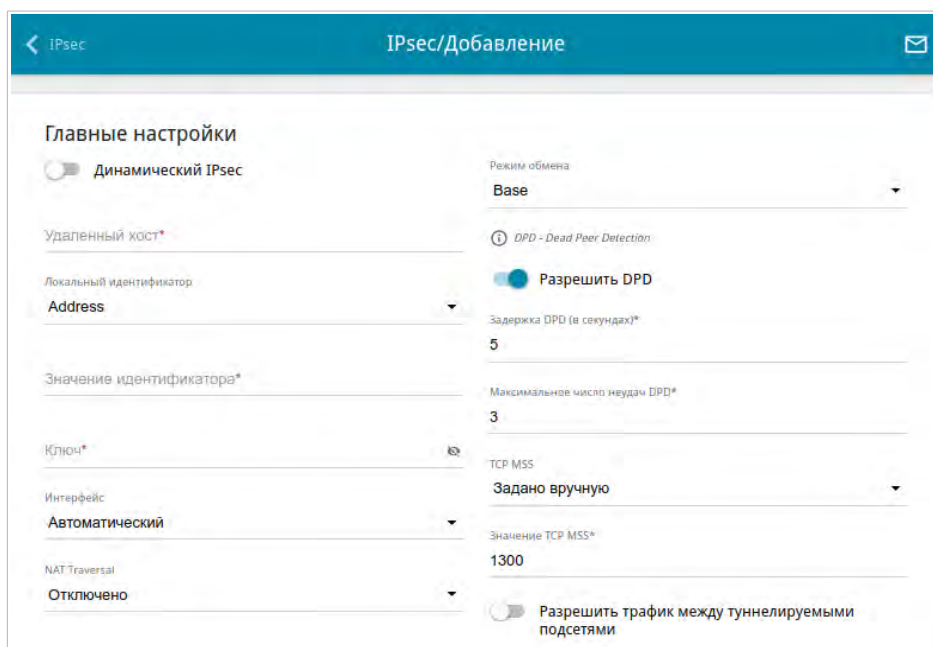 IPsec
IPsec/Добавление
Главные настройки
Динамический IPsec
Удаленный хост*
Локальный идентификатор
Address
Значение идентификатора*
Ключ*
Интерфейс
Автоматический
NAT Traversal
Отключено
Режим обмена
Base
DPD - Dead Peer Detection
Разрешить DPD
Задержка DPD (в секундах)*
5
Максимальное число неудач DPD*
3
TCP MSS
Задано вручную
Значение TCP MSS*
1300
Разрешить трафик между туннелируемыми
подсетями